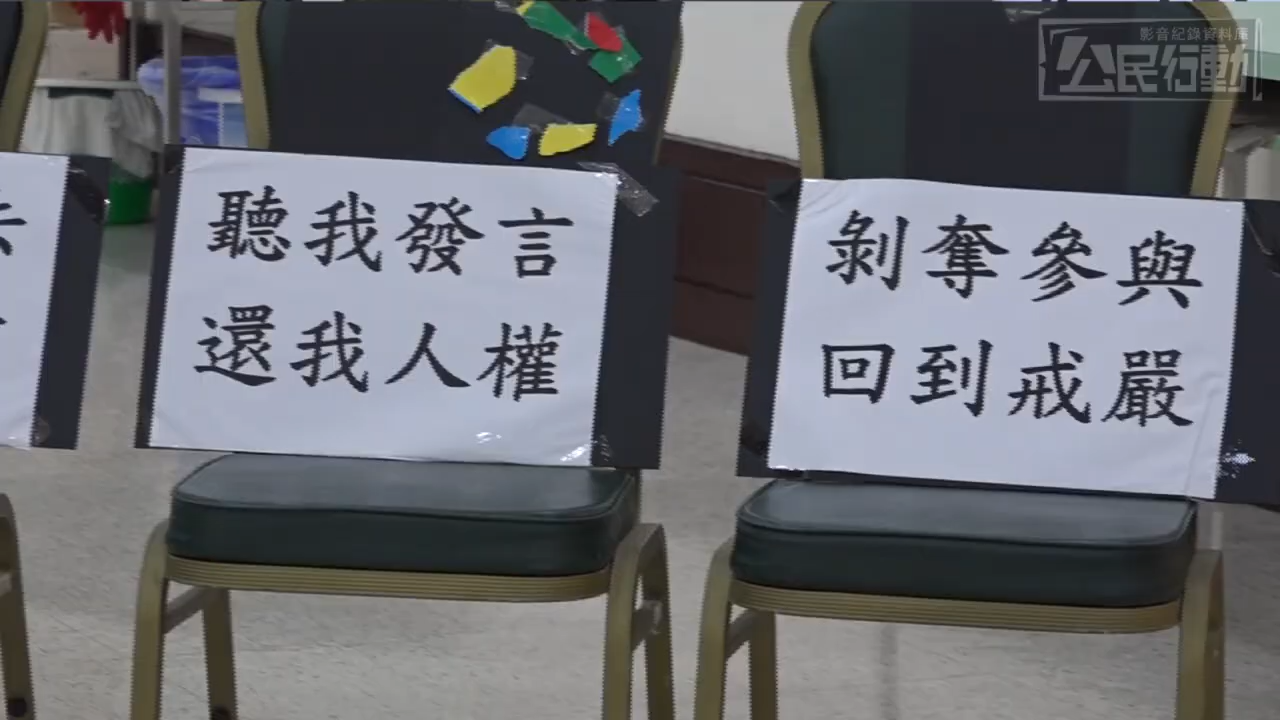 影音紀錄資料庫
公民行動
聽我發言
還我人權
剝奪參與
回到戒嚴